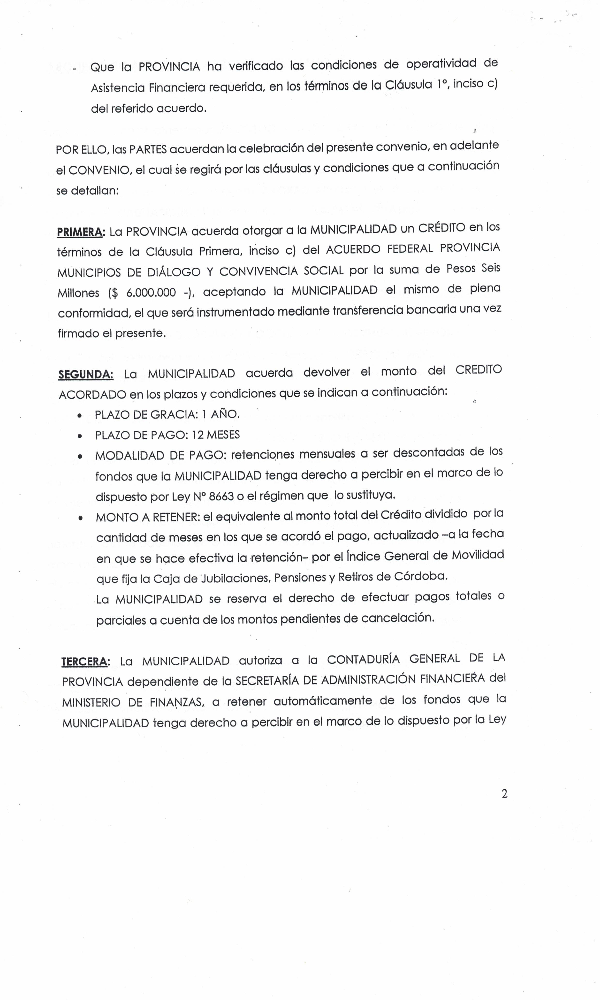 - Que la PROVINCIA ha verificado las condiciones de operatividad de
Asistencia Financiera requerida, en los términos de la Cláusula 1º, inciso c)
del referido acuerdo.
POR ELLO, las PARTES acuerdan la celebración del presente convenio, en adelante
el CONVENIO, el cual se regirá por las cláusulas y condiciones que a continuación
se detallan:
PRIMERA: La PROVINCIA acuerda otorgar a la MUNICIPALIDAD un CRÉDITO en los
términos de la Cláusula Primera, inciso c) del ACUERDO FEDERAL PROVINCIA
MUNICIPIOS DE DIÁLOGO Y CONVIVENCIA SOCIAL por la suma de Pesos Seis
Millones ($ 6.000.000 -), aceptando la MUNICIPALIDAD el mismo de plena
conformidad, el que será instrumentado mediante transferencia bancaria una vez
firmado el presente.
SEGUNDA: La MUNICIPALIDAD acuerda devolver el monto del CREDITO
ACORDADO en los plazos y condiciones que se indican a continuación:
• PLAZO DE GRACIA: 1 AÑO.
• PLAZO DE PAGO: 12 MESES
• MODALIDAD DE PAGO: retenciones mensuales a ser descontadas de los
fondos que la MUNICIPALIDAD tenga derecho a percibir en el marco de lo
dispuesto por Ley Nº 8663 o el régimen que lo sustituya.
• MONTO A RETENER: el equivalente al monto total del Crédito dividido por la
cantidad de meses en los que se acordó el pago, actualizado –a la fecha
en que se hace efectiva la retención– por el Índice General de Movilidad
que fija la Caja de Jubilaciones, Pensiones y Retiros de Córdoba.
La MUNICIPALIDAD se reserva el derecho de efectuar pagos totales o
parciales a cuenta de los montos pendientes de cancelación.
TERCERA: La MUNICIPALIDAD autoriza a la CONTADURÍA GENERAL DE LA
PROVINCIA dependiente de la SECRETARÍA DE ADMINISTRACIÓN FINANCIERA del
MINISTERIO DE FINANZAS, a retener automáticamente de los fondos que la
MUNICIPALIDAD tenga derecho a percibir en el marco de lo dispuesto por la Ley
2